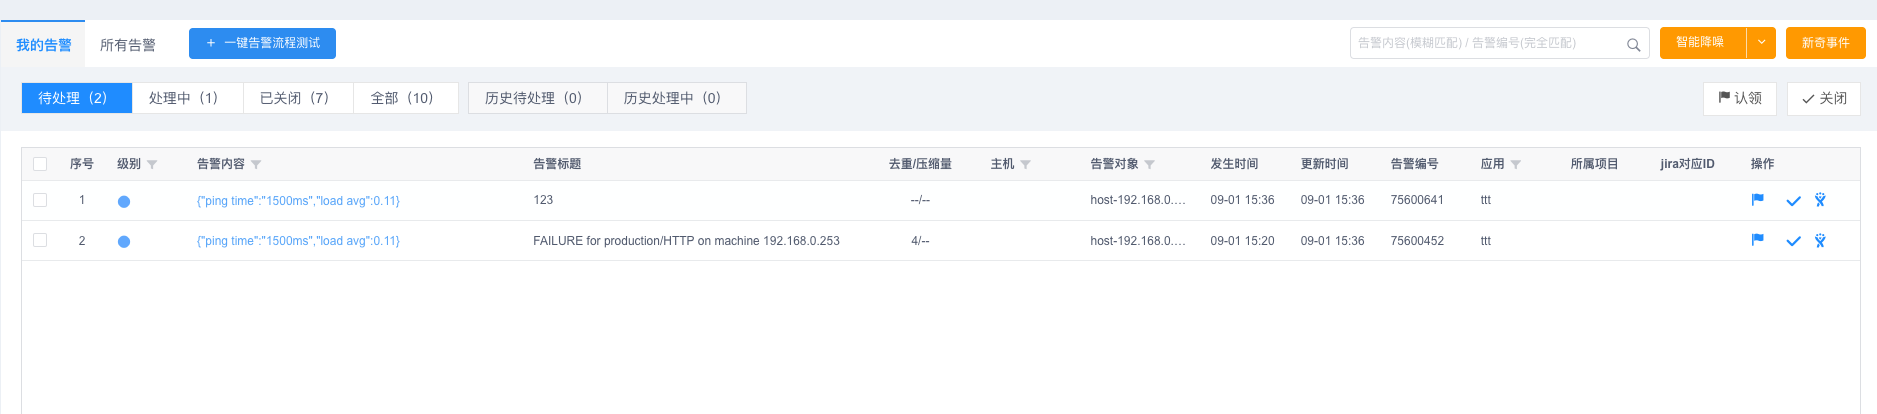 我的告警 所有告警 + 一键告警流程测试 告警内容(模糊匹配) / 告警编号(完全匹配) 智能降噪 新奇事件
待处理（2） 处理中（1） 已关闭（7） 全部（10） 历史待处理（0） 历史处理中（0） 认领 关闭
序号 级别 告警内容 告警标题 去重/压缩量 主机 告警对象 发生时间 更新时间 告警编号 应用 所属项目 jira对应ID 操作
1 {"ping time":"1500ms","load avg":0.11} 123 --/-- host-192.168.0.... 09-01 15:36 09-01 15:36 75600641 ttt
2 {"ping time":"1500ms","load avg":0.11} FAILURE for production/HTTP on machine 192.168.0.253 4/-- host-192.168.0.... 09-01 15:20 09-01 15:36 75600452 ttt